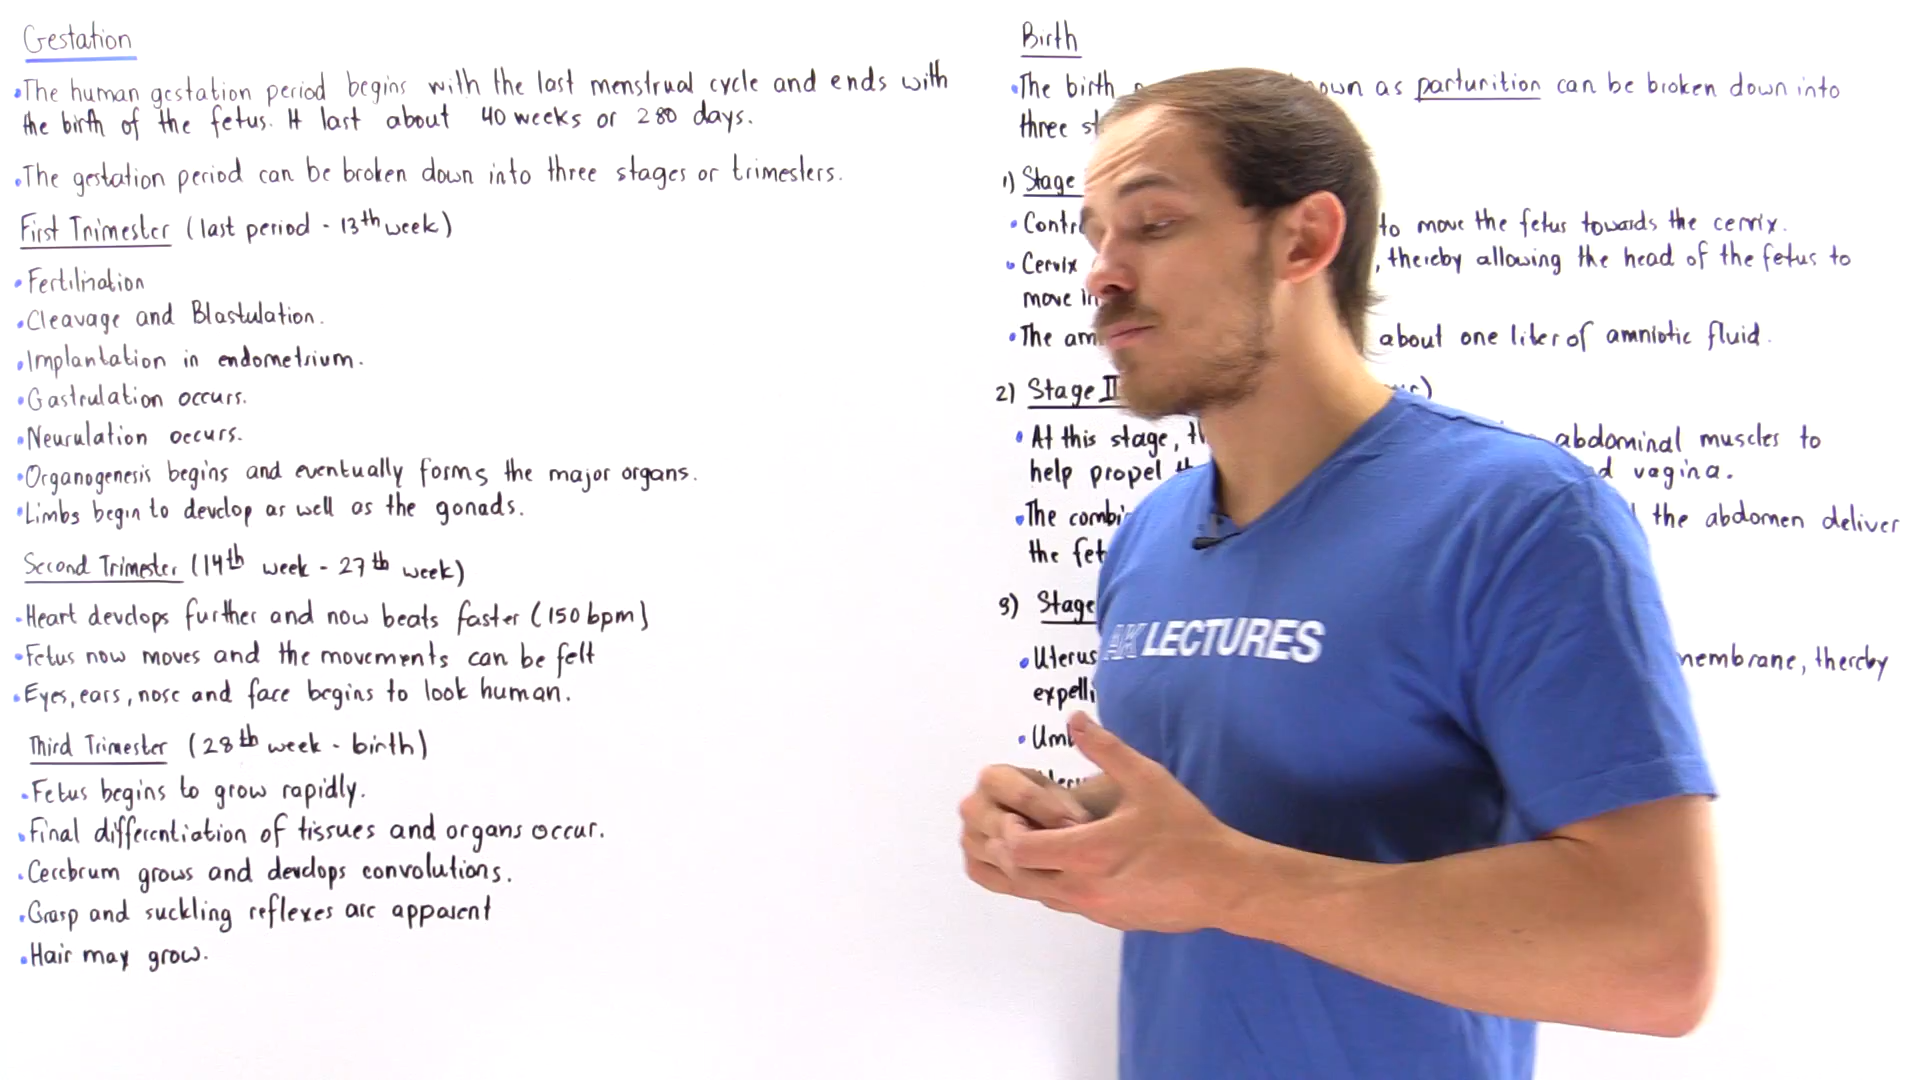 Gestation
•The human gestation period begins with the last menstrual cycle and ends with
the birth of the fetus. It last about 40 weeks or 280 days.
•The gestation period can be broken down into three stages or trimesters.
First Trimester (last period - 13th week)
•Fertilization
•Cleavage and Blastulation.
•Implantation in endometrium.
•Gastrulation occurs.
•Neurulation occurs.
•Organogenesis begins and eventually forms the major organs.
•Limbs begin to develop as well as the gonads.
Second Trimester (14th week - 27th week)
•Heart develops further and now beats faster (150 bpm)
•Fetus now moves and the movements can be felt
•Eyes, ears, nose and face begins to look human.
Third Trimester (28th week - birth)
•Fetus begins to grow rapidly.
•Final differentiation of tissues and organs occur.
•Cerebrum grows and develops convolutions.
•Grasp and suckling reflexes are apparent
•Hair may grow.
Birth
•The birth as parturition can be broken down into
three
1) Stage
• to move the fetus towards the cervix.
•Cervix , thereby allowing the head of the fetus to
move
•The about one liter of amniotic fluid.
2) Stage II
•At this stage, abdominal muscles to
help propel vagina.
•The the abdomen deliver
the
3) Stage
•Uterus membrane, thereby
AK LECTURES